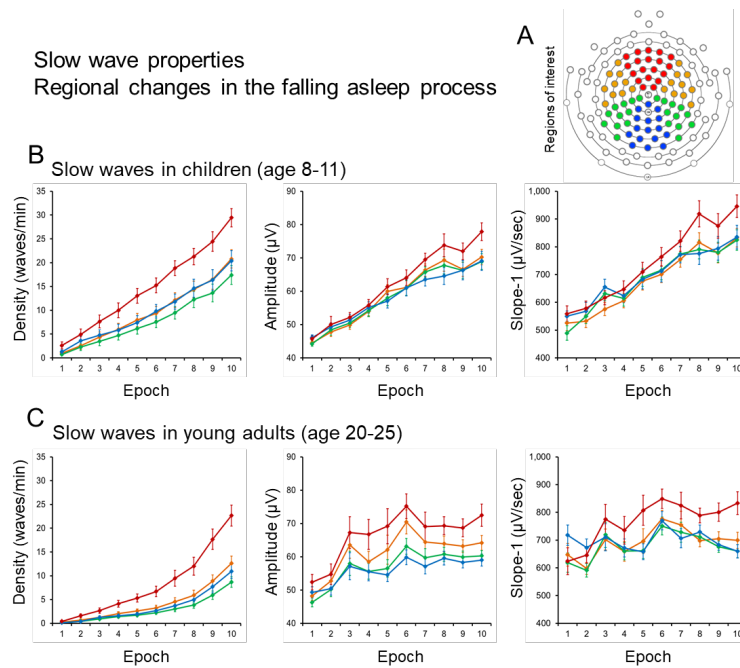 Slow wave properties
Regional changes in the falling asleep process
A
Regions of interest
B
Slow waves in children (age 8-11)
Density (waves/min)
35
30
25
20
15
10
5
0
1 2 3 4 5 6 7 8 9 10
Epoch
Amplitude (µV)
90
80
70
60
50
40
1 2 3 4 5 6 7 8 9 10
Epoch
Slope-1 (µV/sec)
1,000
900
800
700
600
500
400
1 2 3 4 5 6 7 8 9 10
Epoch
C
Slow waves in young adults (age 20-25)
Density (waves/min)
35
30
25
20
15
10
5
0
1 2 3 4 5 6 7 8 9 10
Epoch
Amplitude (µV)
90
80
70
60
50
40
1 2 3 4 5 6 7 8 9 10
Epoch
Slope-1 (µV/sec)
1,000
900
800
700
600
500
400
1 2 3 4 5 6 7 8 9 10
Epoch